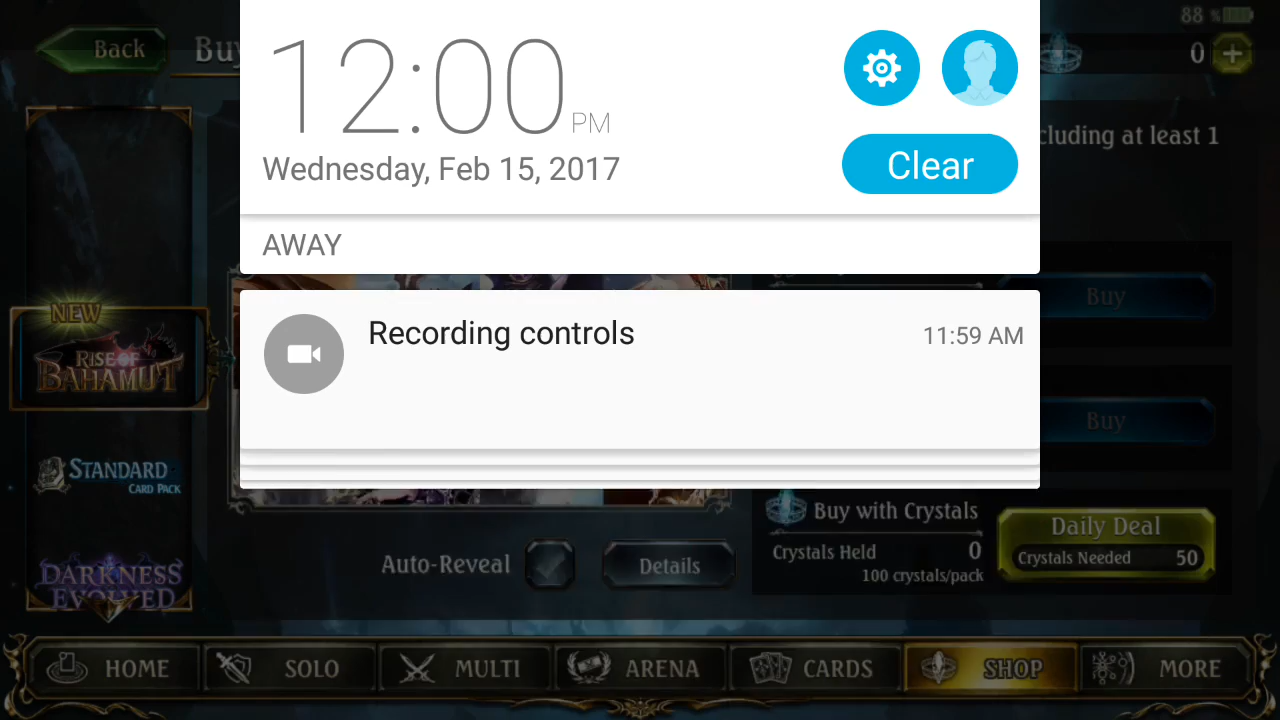 88 %
Back
Bu
12:00 PM
0
Wednesday, Feb 15, 2017
Clear
cluding at least 1
AWAY
Recording controls
11:59 AM
Buy
NEW
RISE OF
BAHAMUT
Buy
STANDARD
CARD PACK
Buy with Crystals
Crystals Held 0
100 crystals/pack
Daily Deal
Crystals Needed 50
Auto-Reveal
Details
DARKNESS
EVOLVED
HOME
SOLO
MULTI
ARENA
CARDS
SHOP
MORE